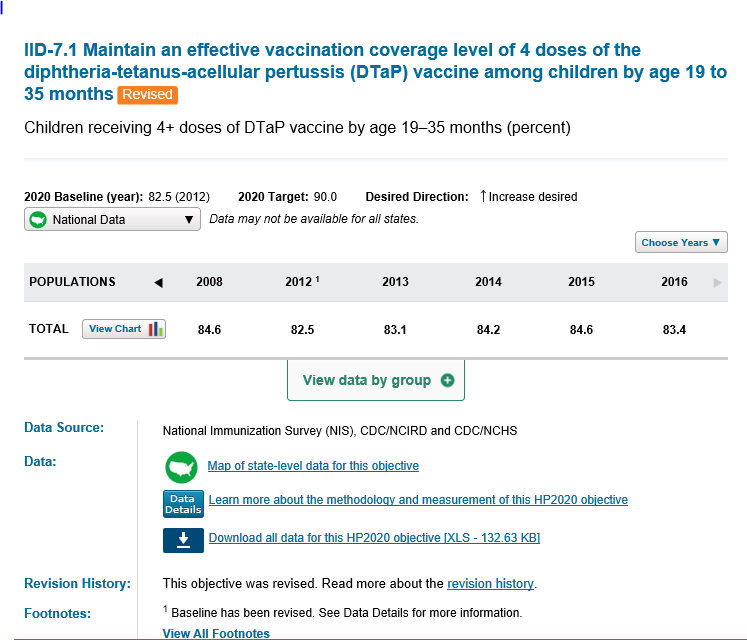 IID-7.1 Maintain an effective vaccination coverage level of 4 doses of the
diphtheria-tetanus-acellular pertussis (DTaP) vaccine among children by age 19 to
35 months Revised
Children receiving 4+ doses of DTaP vaccine by age 19–35 months (percent)
2020 Baseline (year): 82.5 (2012) 2020 Target: 90.0 Desired Direction: ↑Increase desired
National Data ▼ Data may not be available for all states.
Choose Years ▼
POPULATIONS ◀ 2008 2012 ¹ 2013 2014 2015 2016 ▶
TOTAL View Chart 84.6 82.5 83.1 84.2 84.6 83.4
View data by group
Data Source: National Immunization Survey (NIS), CDC/NCIRD and CDC/NCHS
Data: Map of state-level data for this objective
Data
Details Learn more about the methodology and measurement of this HP2020 objective
Download all data for this HP2020 objective [XLS - 132.63 KB]
Revision History: This objective was revised. Read more about the revision history.
Footnotes: ¹ Baseline has been revised. See Data Details for more information.
View All Footnotes